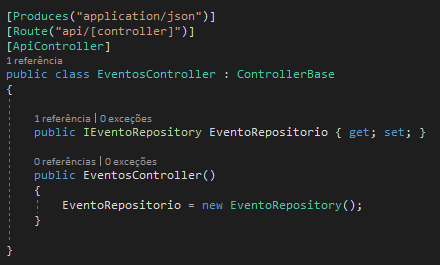 [Produces("application/json")]
[Route("api/[controller]")]
[ApiController]
1 referência
public class EventosController : ControllerBase
{
1 referência | 0 exceções
public IEventoRepository EventoRepositorio { get; set; }
0 referências | 0 exceções
public EventosController()
{
EventoRepositorio = new EventoRepository();
}
}